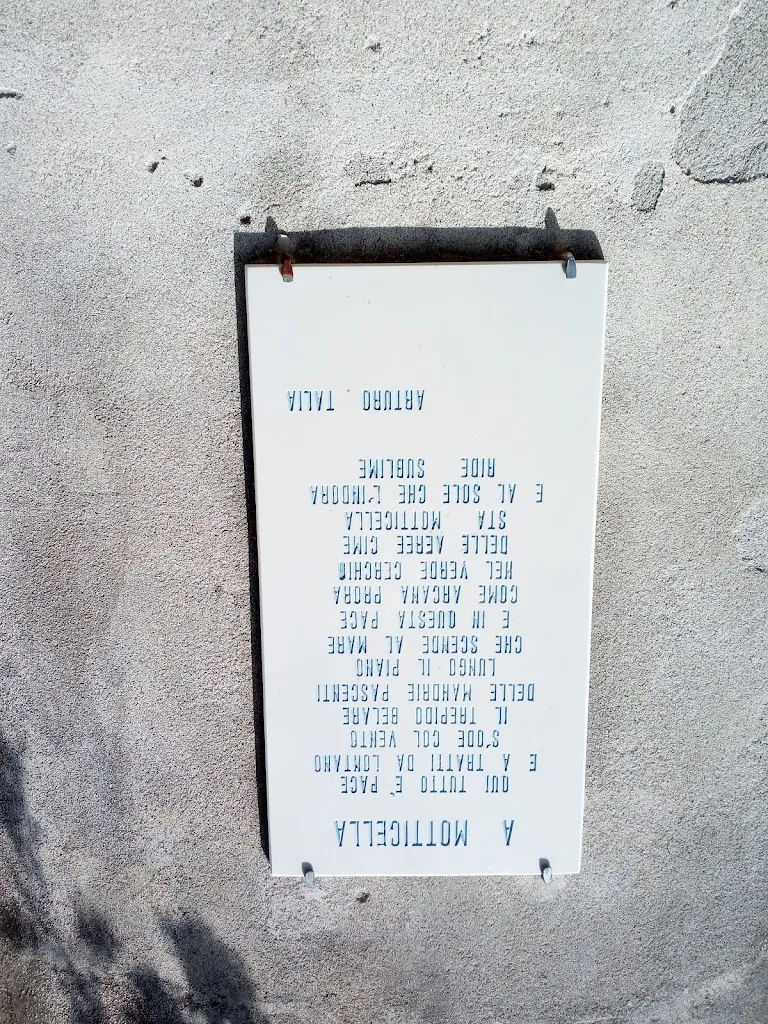 A MOTTICELLA
QUI TUTTO E' PACE
E A TRATTI DA LONTANO
S'ODE COL VENTO
IL TREPIDO BELARE
DELLE MANDRIE PASCENTI
LUNGO IL PIANO
CHE SCENDE AL MARE
E IN QUESTA PACE
COME ARCANA PRORA
NEL VERDE CERCHIO
DELLE AEREE CIME
STA MOTTICELLA
E AL SOLE CHE L'INDORA
RIDE SUBLIME
ARTURO TALIA